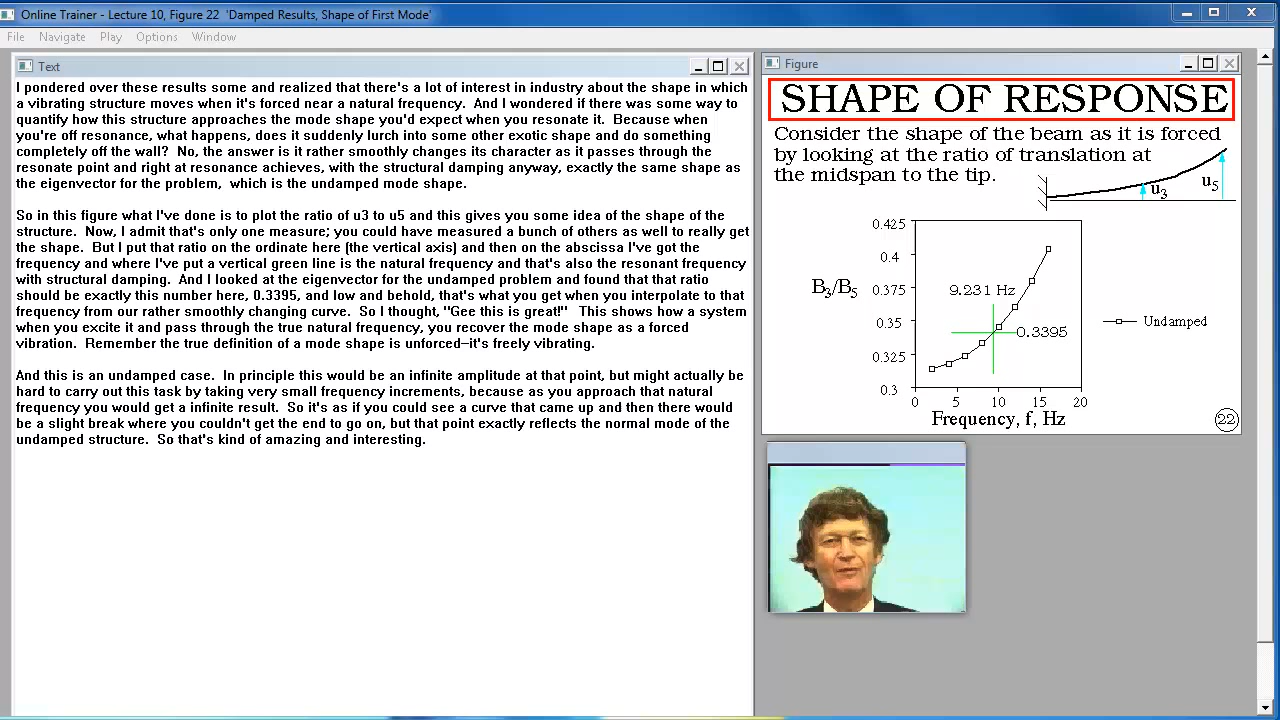 Online Trainer - Lecture 10, Figure 22 'Damped Results, Shape of First Mode'
File Navigate Play Options Window
Text
I pondered over these results some and realized that there's a lot of interest in industry about the shape in which
a vibrating structure moves when it's forced near a natural frequency. And I wondered if there was some way to
quantify how this structure approaches the mode shape you'd expect when you resonate it. Because when
you're off resonance, what happens, does it suddenly lurch into some other exotic shape and do something
completely off the wall? No, the answer is it rather smoothly changes its character as it passes through the
resonate point and right at resonance achieves, with the structural damping anyway, exactly the same shape as
the eigenvector for the problem, which is the undamped mode shape.
So in this figure what I've done is to plot the ratio of u3 to u5 and this gives you some idea of the shape of the
structure. Now, I admit that's only one measure; you could have measured a bunch of others as well to really get
the shape. But I put that ratio on the ordinate here (the vertical axis) and then on the abscissa I've got the
frequency and where I've put a vertical green line is the natural frequency and that's also the resonant frequency
with structural damping. And I looked at the eigenvector for the undamped problem and found that that ratio
should be exactly this number here, 0.3395, and low and behold, that's what you get when you interpolate to that
frequency from our rather smoothly changing curve. So I thought, "Gee this is great!" This shows how a system
when you excite it and pass through the true natural frequency, you recover the mode shape as a forced
vibration. Remember the true definition of a mode shape is unforced–it's freely vibrating.
And this is an undamped case. In principle this would be an infinite amplitude at that point, but might actually be
hard to carry out this task by taking very small frequency increments, because as you approach that natural
frequency you would get a infinite result. So it's as if you could see a curve that came up and then there would
be a slight break where you couldn't get the end to go on, but that point exactly reflects the normal mode of the
undamped structure. So that's kind of amazing and interesting.
Figure
SHAPE OF RESPONSE
Consider the shape of the beam as it is forced
by looking at the ratio of translation at
the midspan to the tip.
u3
u5
0.425
0.4
0.375
0.35
0.325
0.3
B3/B5
9.231 Hz
0.3395
Undamped
0 5 10 15 20
Frequency, f, Hz
22